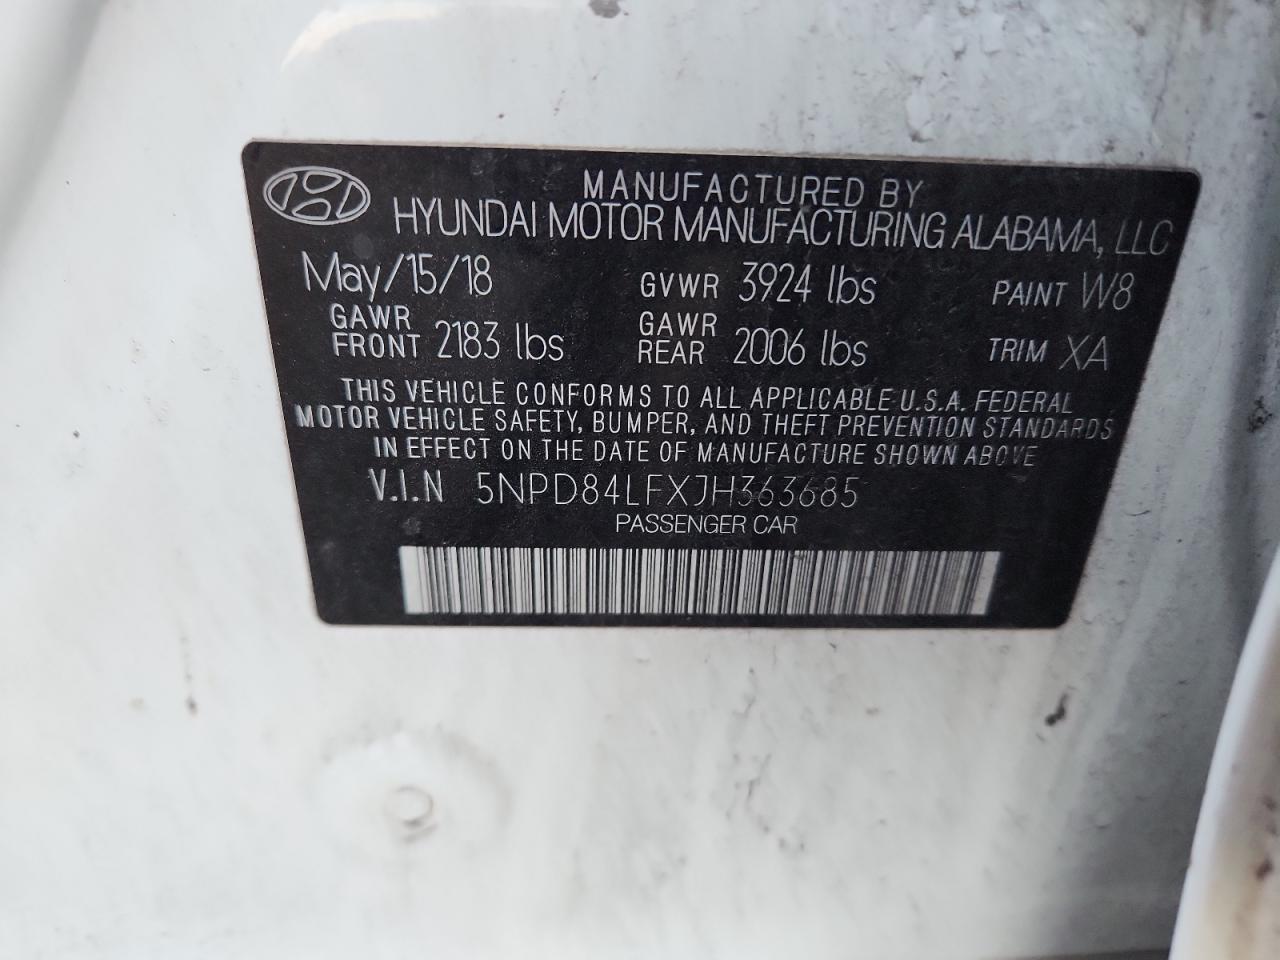 MANUFACTURED BY
HYUNDAI MOTOR MANUFACTURING ALABAMA, LLC
May/15/18 GVWR 3924 lbs PAINT W8
GAWR FRONT 2183 lbs GAWR REAR 2006 lbs TRIM XA
THIS VEHICLE CONFORMS TO ALL APPLICABLE U.S.A. FEDERAL
MOTOR VEHICLE SAFETY, BUMPER, AND THEFT PREVENTION STANDARDS
IN EFFECT ON THE DATE OF MANUFACTURE SHOWN ABOVE
V.I.N 5NPD84LFXJH363685
PASSENGER CAR